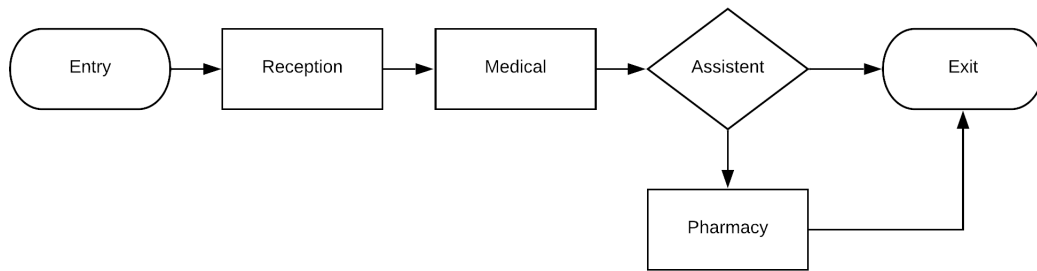 Entry
Reception
Medical
Assistent
Exit
Pharmacy